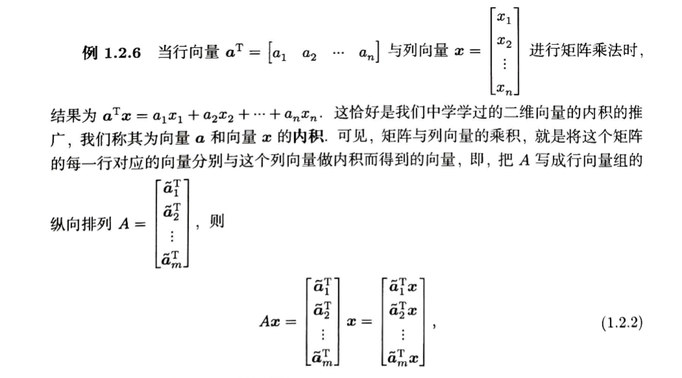 例 1.2.6 当行向量 $\boldsymbol{a}^{\mathrm{T}} = \begin{bmatrix} a_1 & a_2 & \cdots & a_n \end{bmatrix}$ 与列向量 $\boldsymbol{x} = \begin{bmatrix} x_1 \\ x_2 \\ \vdots \\ x_n \end{bmatrix}$ 进行矩阵乘法时,
结果为 $\boldsymbol{a}^{\mathrm{T}}\boldsymbol{x} = a_1x_1 + a_2x_2 + \cdots + a_nx_n$. 这恰好是我们中学学过的二维向量的内积的推
广, 我们称其为向量 $\boldsymbol{a}$ 和向量 $\boldsymbol{x}$ 的内积. 可见, 矩阵与列向量的乘积, 就是将这个矩阵
的每一行对应的向量分别与这个列向量做内积而得到的向量, 即, 把 $A$ 写成行向量组的
纵向排列 $A = \begin{bmatrix} \tilde{\boldsymbol{a}}_1^{\mathrm{T}} \\ \tilde{\boldsymbol{a}}_2^{\mathrm{T}} \\ \vdots \\ \tilde{\boldsymbol{a}}_m^{\mathrm{T}} \end{bmatrix}$, 则
$A\boldsymbol{x} = \begin{bmatrix} \tilde{\boldsymbol{a}}_1^{\mathrm{T}} \\ \tilde{\boldsymbol{a}}_2^{\mathrm{T}} \\ \vdots \\ \tilde{\boldsymbol{a}}_m^{\mathrm{T}} \end{bmatrix} \boldsymbol{x} = \begin{bmatrix} \tilde{\boldsymbol{a}}_1^{\mathrm{T}}\boldsymbol{x} \\ \tilde{\boldsymbol{a}}_2^{\mathrm{T}}\boldsymbol{x} \\ \vdots \\ \tilde{\boldsymbol{a}}_m^{\mathrm{T}}\boldsymbol{x} \end{bmatrix},$ (1.2.2)